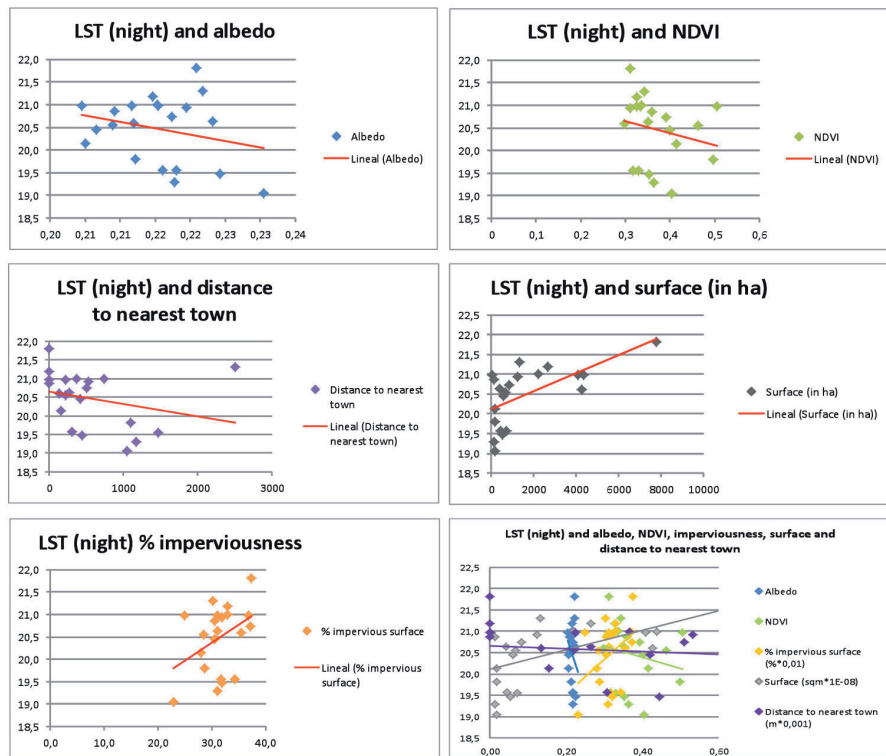 LST (night) and albedo
22,0
21,5
21,0
20,5
20,0
19,5
19,0
18,5
0,20 0,21 0,21 0,22 0,22 0,23 0,23 0,24
Albedo
Lineal (Albedo)
LST (night) and NDVI
22,0
21,5
21,0
20,5
20,0
19,5
19,0
18,5
0 0,1 0,2 0,3 0,4 0,5 0,6
NDVI
Lineal (NDVI)
LST (night) and distance
to nearest town
22,0
21,5
21,0
20,5
20,0
19,5
19,0
18,5
0 1000 2000 3000
Distance to nearest
town
Lineal (Distance to
nearest town)
LST (night) and surface (in ha)
22,5
22,0
21,5
21,0
20,5
20,0
19,5
19,0
18,5
0 2000 4000 6000 8000 10000
Surface (in ha)
Lineal (Surface (in ha))
LST (night) % imperviousness
22,0
21,5
21,0
20,5
20,0
19,5
19,0
18,5
0,0 10,0 20,0 30,0 40,0
% impervious surface
Lineal (% impervious
surface)
LST (night) and albedo, NDVI, imperviousness, surface and
distance to nearest town
22,5
22,0
21,5
21,0
20,5
20,0
19,5
19,0
18,5
0,00 0,20 0,40 0,60
Albedo
NDVI
% impervious surface
(%*0,01)
Surface (sqm*1E-08)
Distance to nearest town
(m*0,001)